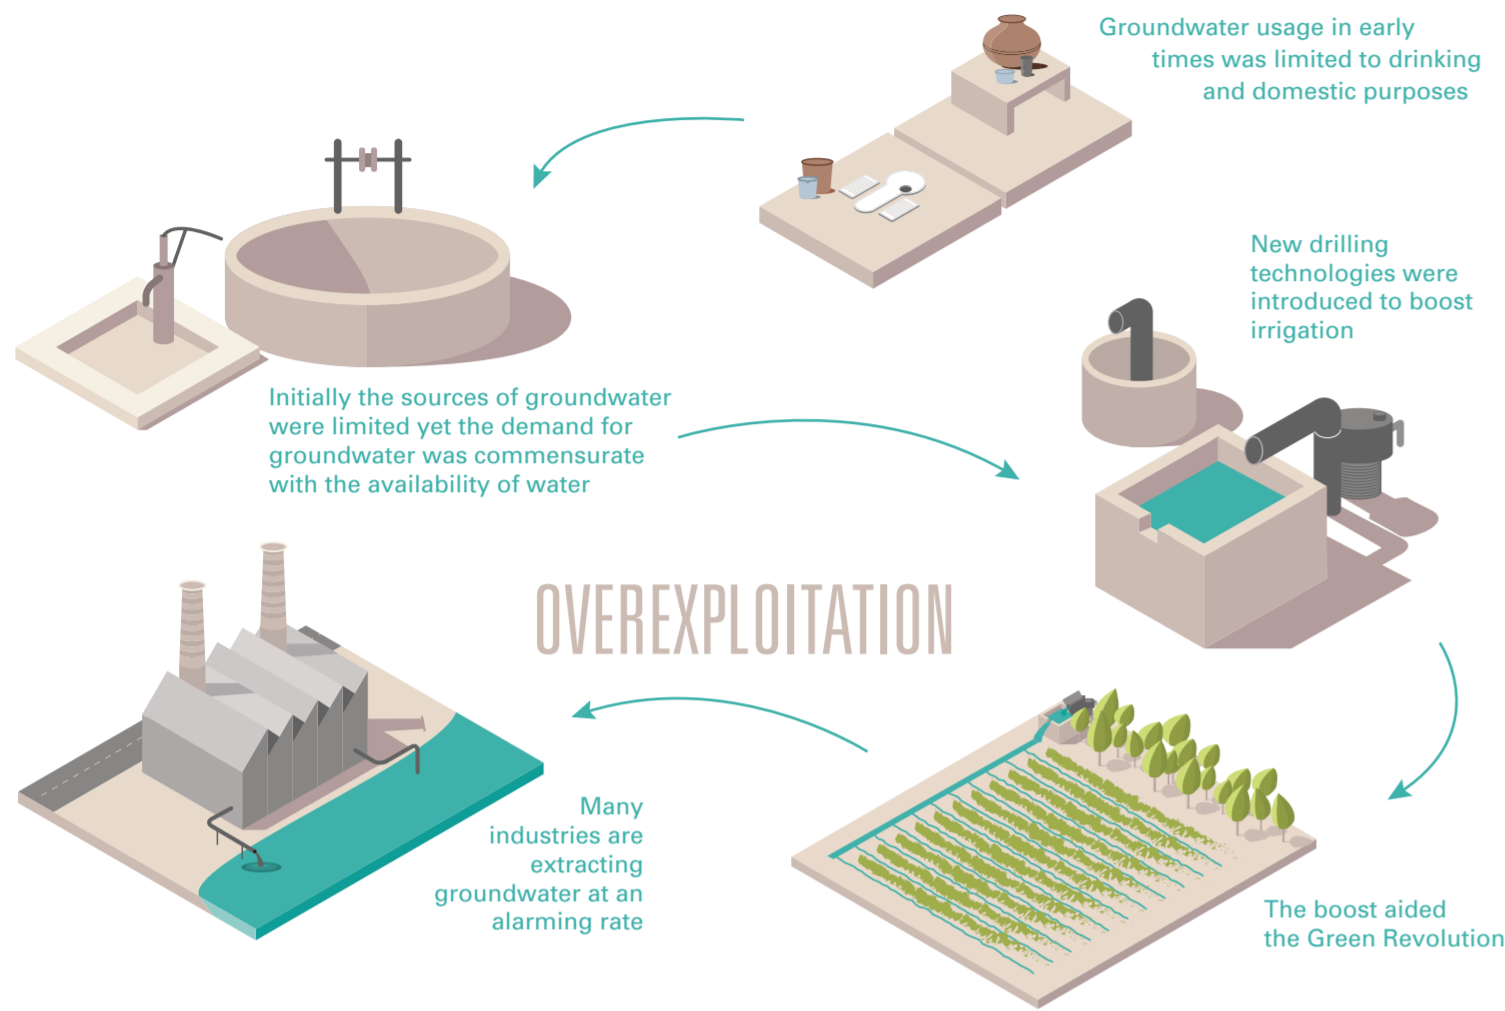 Groundwater usage in early
times was limited to drinking
and domestic purposes
Initially the sources of groundwater
were limited yet the demand for
groundwater was commensurate
with the availability of water
New drilling
technologies were
introduced to boost
irrigation
The boost aided
the Green Revolution
Many
industries are
extracting
groundwater at an
alarming rate
OVEREXPLOITATION